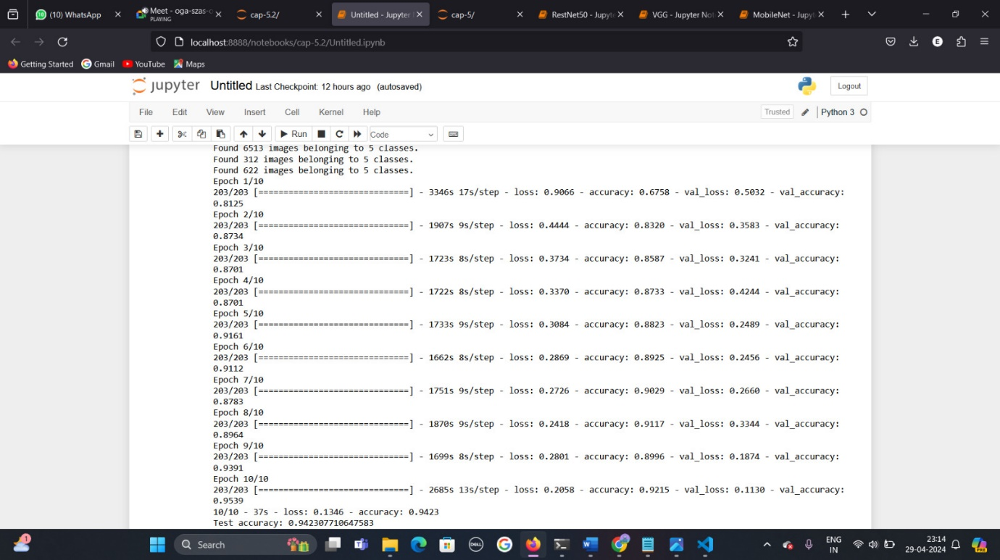 (10) WhatsApp
Meet - oga-szas-
PLAYING
cap-5.2/
Untitled - Jupyter
cap-5/
RestNet50 - Jupyte
VGG - Jupyter Not
MobileNet - Jupyt
localhost:8888/notebooks/cap-5.2/Untitled.ipynb
E
Getting Started Gmail YouTube Maps
jupyter Untitled Last Checkpoint: 12 hours ago (autosaved)
Logout
File Edit View Insert Cell Kernel Help
Trusted Python 3
Run Code
Found 6513 images belonging to 5 classes.
Found 312 images belonging to 5 classes.
Found 622 images belonging to 5 classes.
Epoch 1/10
203/203 [==============================] - 3346s 17s/step - loss: 0.9066 - accuracy: 0.6758 - val_loss: 0.5032 - val_accuracy:
0.8125
Epoch 2/10
203/203 [==============================] - 1907s 9s/step - loss: 0.4444 - accuracy: 0.8320 - val_loss: 0.3583 - val_accuracy:
0.8734
Epoch 3/10
203/203 [==============================] - 1723s 8s/step - loss: 0.3734 - accuracy: 0.8587 - val_loss: 0.3241 - val_accuracy:
0.8701
Epoch 4/10
203/203 [==============================] - 1722s 8s/step - loss: 0.3370 - accuracy: 0.8733 - val_loss: 0.4244 - val_accuracy:
0.8701
Epoch 5/10
203/203 [==============================] - 1733s 9s/step - loss: 0.3084 - accuracy: 0.8823 - val_loss: 0.2489 - val_accuracy:
0.9161
Epoch 6/10
203/203 [==============================] - 1662s 8s/step - loss: 0.2869 - accuracy: 0.8925 - val_loss: 0.2456 - val_accuracy:
0.9112
Epoch 7/10
203/203 [==============================] - 1751s 9s/step - loss: 0.2726 - accuracy: 0.9029 - val_loss: 0.2660 - val_accuracy:
0.8783
Epoch 8/10
203/203 [==============================] - 1870s 9s/step - loss: 0.2418 - accuracy: 0.9117 - val_loss: 0.3344 - val_accuracy:
0.8964
Epoch 9/10
203/203 [==============================] - 1699s 8s/step - loss: 0.2801 - accuracy: 0.8996 - val_loss: 0.1874 - val_accuracy:
0.9391
Epoch 10/10
203/203 [==============================] - 2685s 13s/step - loss: 0.2058 - accuracy: 0.9215 - val_loss: 0.1130 - val_accuracy:
0.9539
10/10 - 37s - loss: 0.1346 - accuracy: 0.9423
Test accuracy: 0.942307710647583
1
Search
DELL
ENG
IN
23:14
29-04-2024
PRE